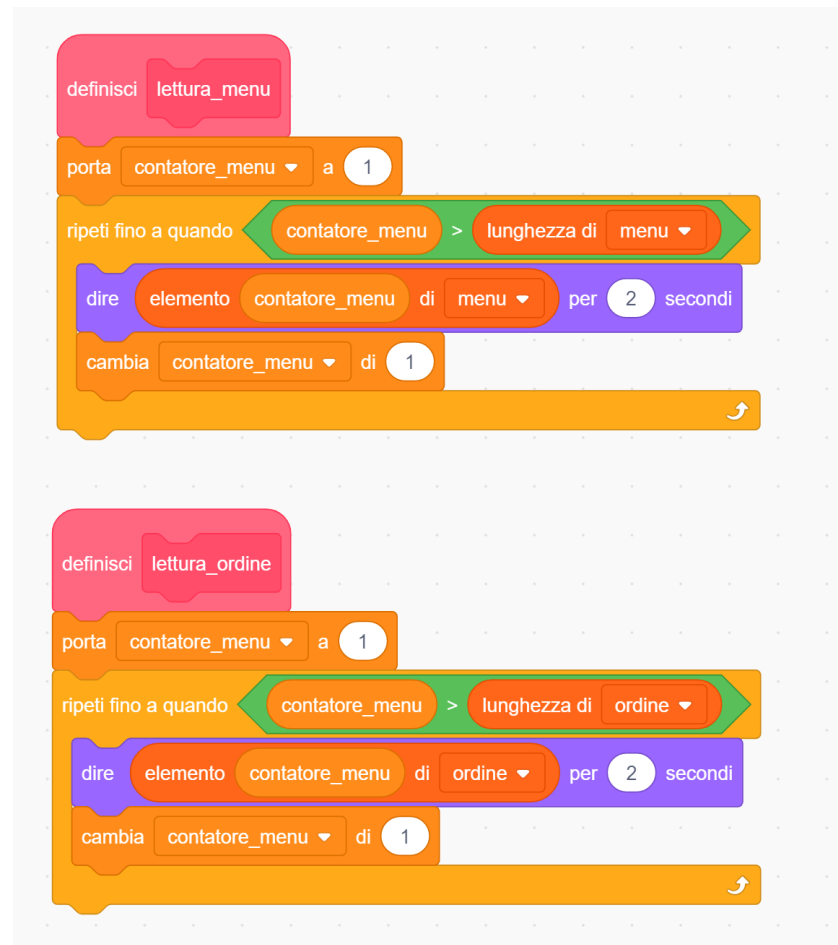 definisci lettura_menu
porta contatore_menu a 1
ripeti fino a quando contatore_menu > lunghezza di menu
dire elemento contatore_menu di menu per 2 secondi
cambia contatore_menu di 1
definisci lettura_ordine
porta contatore_menu a 1
ripeti fino a quando contatore_menu > lunghezza di ordine
dire elemento contatore_menu di ordine per 2 secondi
cambia contatore_menu di 1